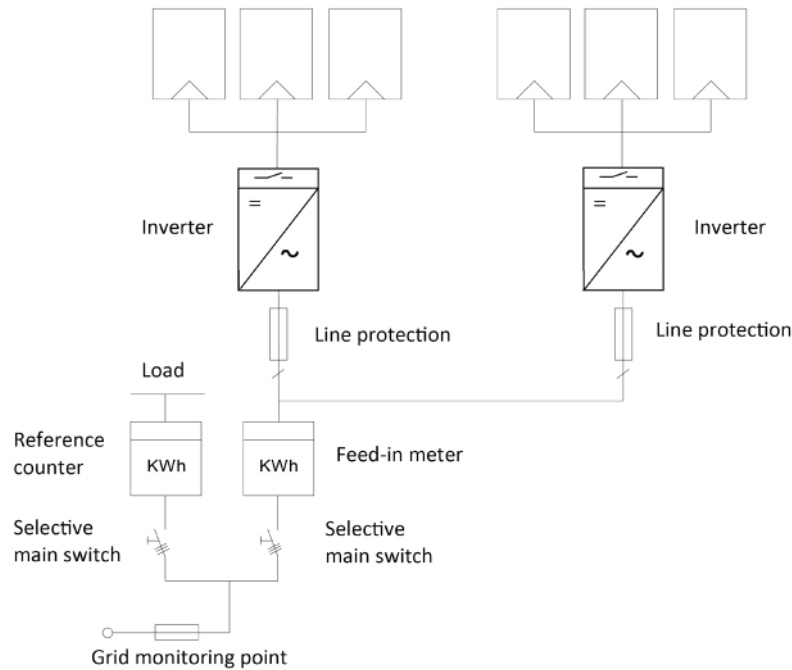 Inverter
Inverter
Line protection
Line protection
Load
Reference
counter
KWh
KWh
Feed-in meter
Selective
main switch
Selective
main switch
Grid monitoring point